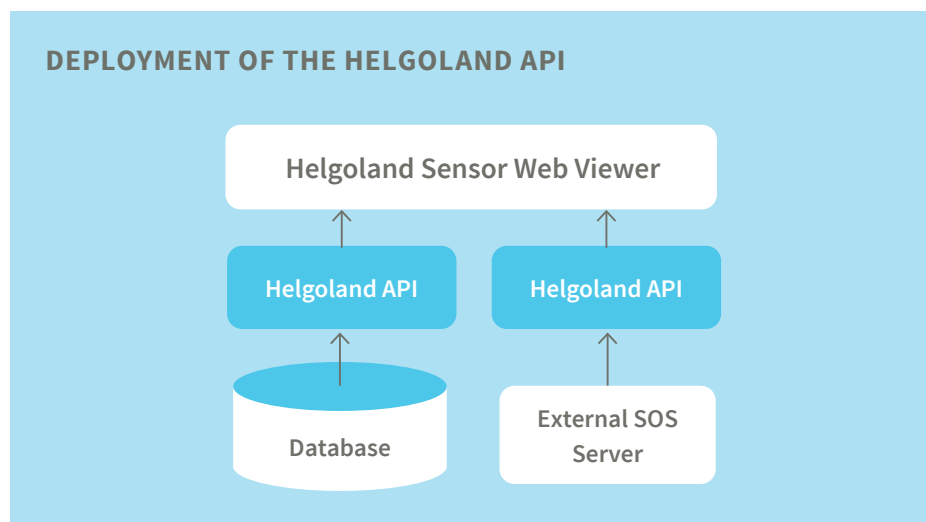 DEPLOYMENT OF THE HELGOLAND API
Helgoland Sensor Web Viewer
Helgoland API
Helgoland API
Database
External SOS
Server